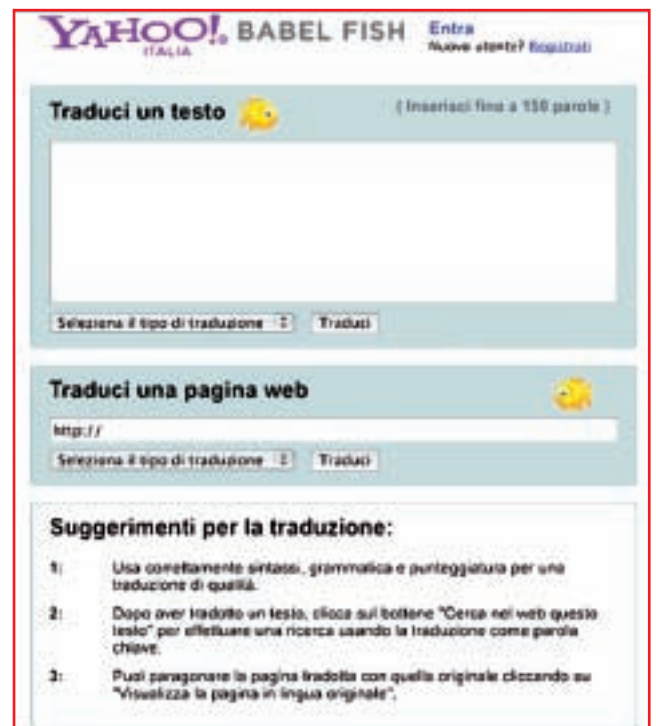 YAHOO! BABEL FISH Entra
ITALIA Nuovo utente? Registrati
Traduci un testo ( Inserisci fino a 150 parole )
Seleziona il tipo di traduzione Traduci
Traduci una pagina web
http://
Seleziona il tipo di traduzione Traduci
Suggerimenti per la traduzione:
1: Usa correttamente sintassi, grammatica e punteggiatura per una
traduzione di qualità.
2: Dopo aver tradotto un testo, clicca sul bottone "Cerca nel web questo
testo" per effettuare una ricerca usando la traduzione come parola
chiave.
3: Puoi paragonare la pagina tradotta con quella originale cliccando su
"Visualizza la pagina in lingua originale".